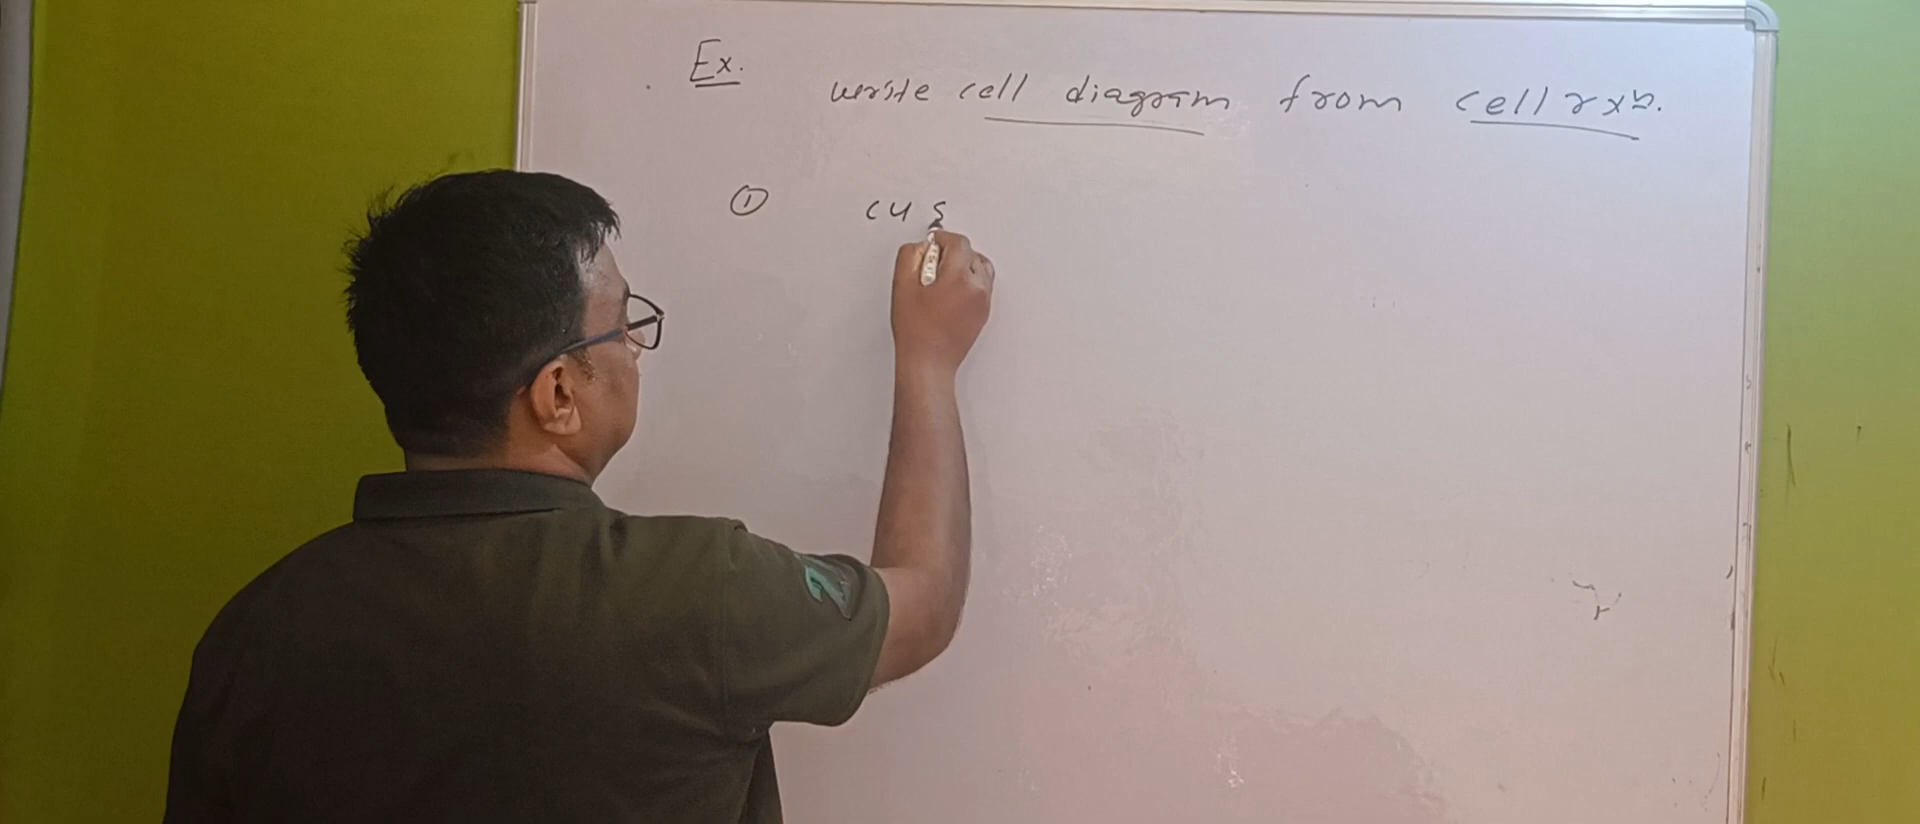 Ex.
write cell diagram from cell rxn.
① Cu S